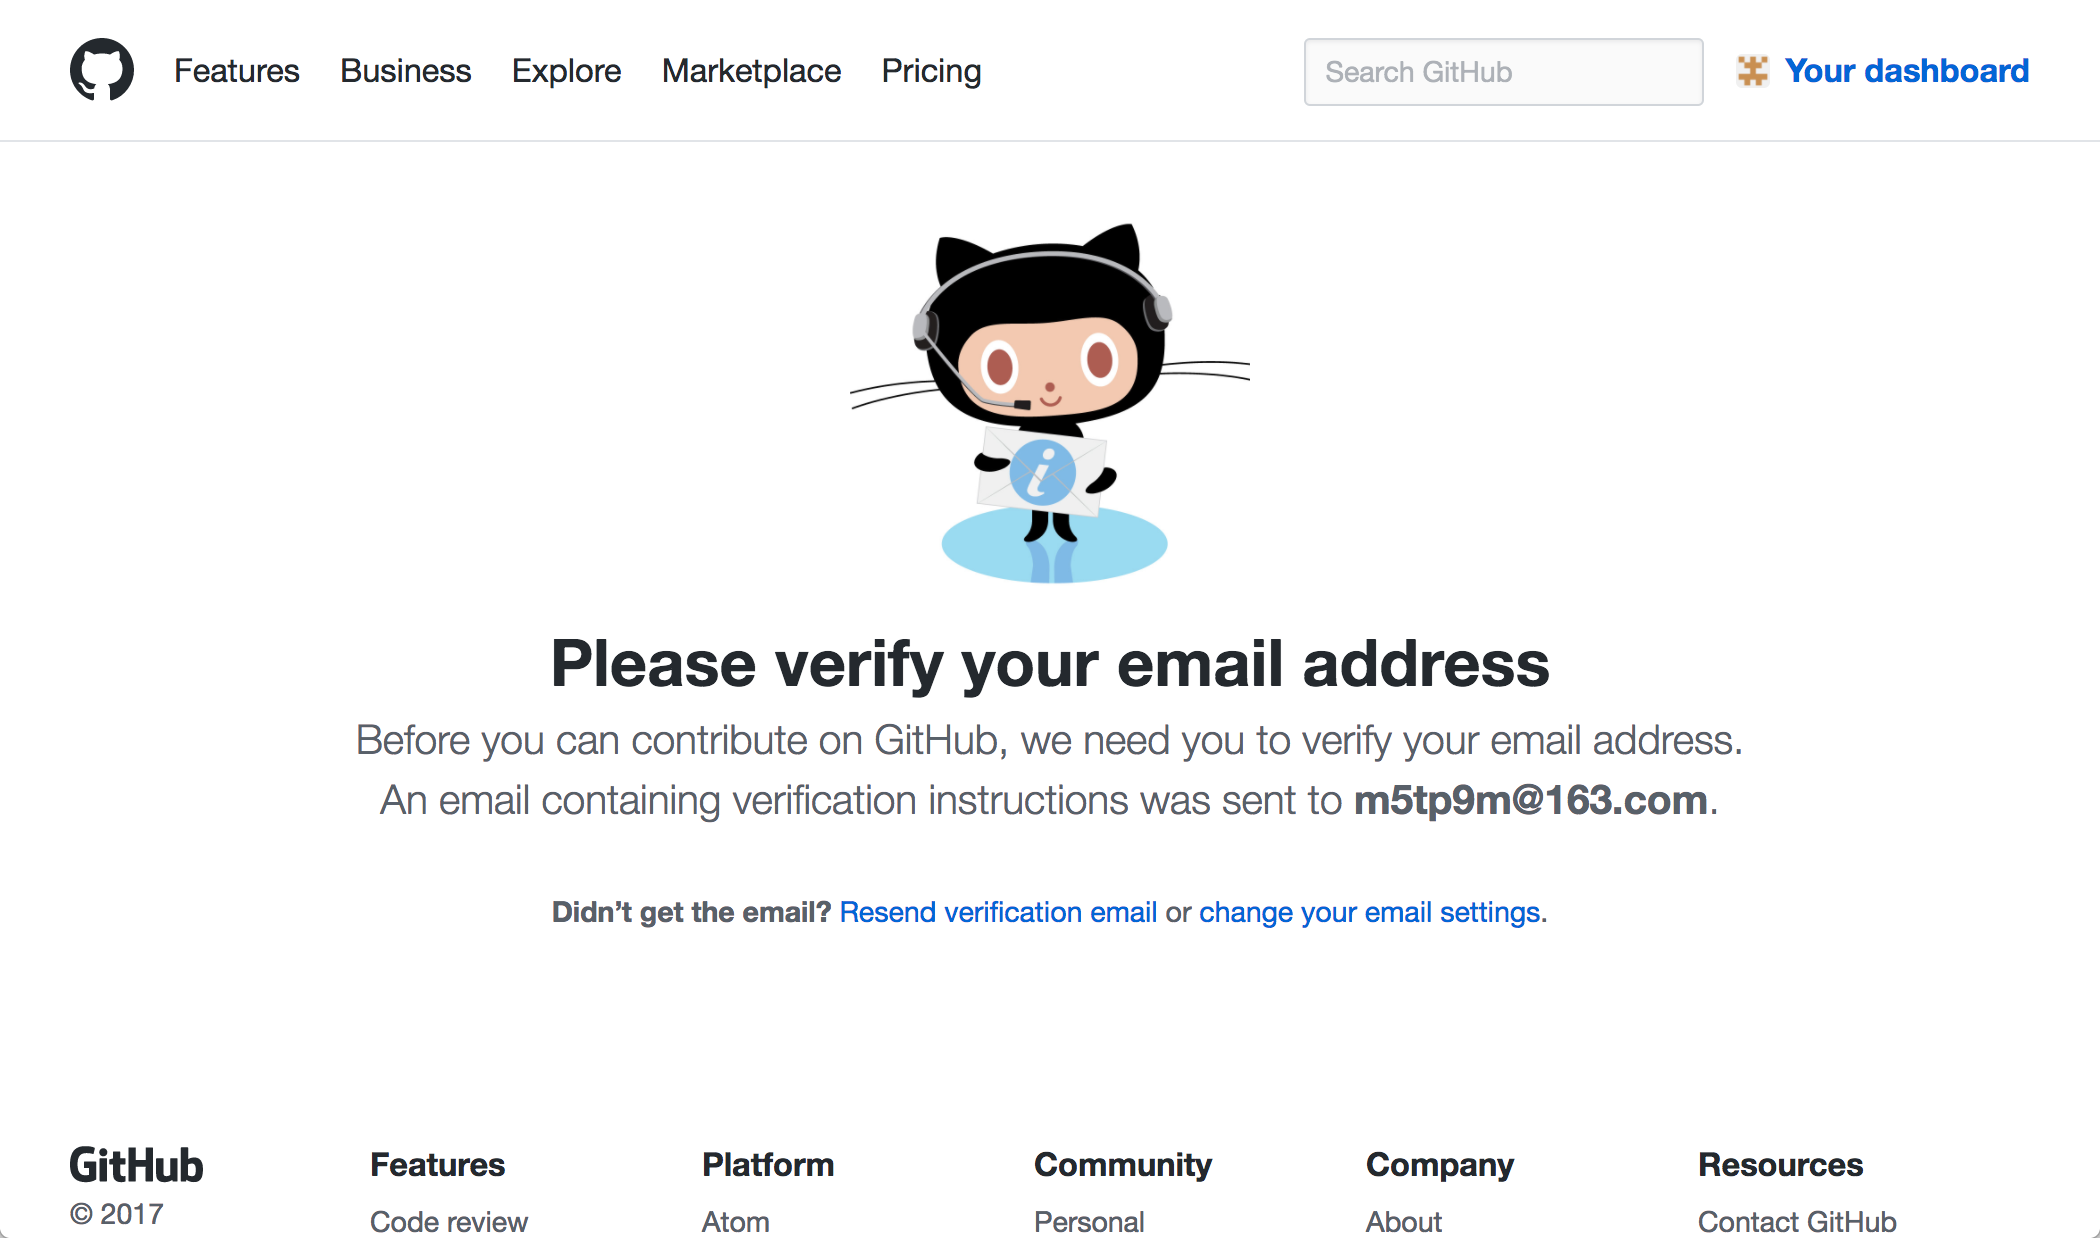 Features Business Explore Marketplace Pricing Search GitHub Your dashboard
i
Please verify your email address
Before you can contribute on GitHub, we need you to verify your email address.
An email containing verification instructions was sent to m5tp9m@163.com.
Didn’t get the email? Resend verification email or change your email settings.
GitHub Features Platform Community Company Resources
© 2017 Code review Atom Personal About Contact GitHub